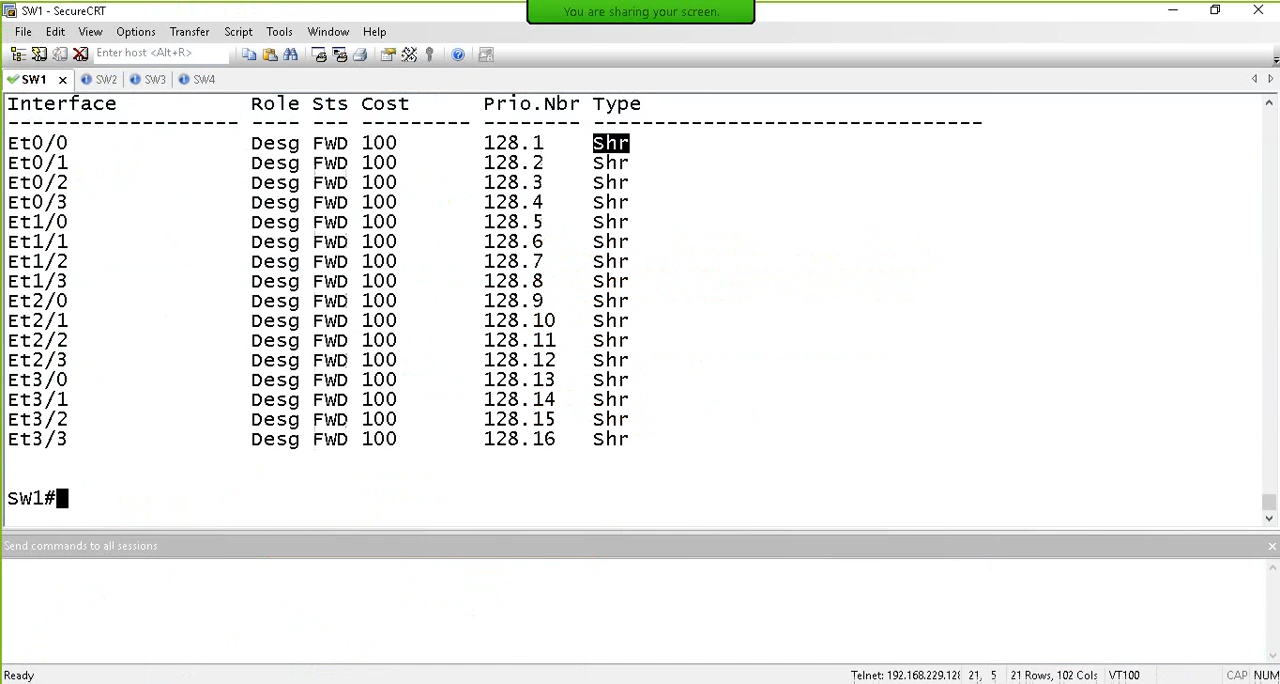 You are sharing your screen.
SW1 - SecureCRT
File Edit View Options Transfer Script Tools Window Help
Enter host <Alt+R>
SW1 SW2 SW3 SW4
Interface Role Sts Cost Prio.Nbr Type
------------------- ---- --- --------- -------- --------------------------------
Et0/0 Desg FWD 100 128.1 Shr
Et0/1 Desg FWD 100 128.2 Shr
Et0/2 Desg FWD 100 128.3 Shr
Et0/3 Desg FWD 100 128.4 Shr
Et1/0 Desg FWD 100 128.5 Shr
Et1/1 Desg FWD 100 128.6 Shr
Et1/2 Desg FWD 100 128.7 Shr
Et1/3 Desg FWD 100 128.8 Shr
Et2/0 Desg FWD 100 128.9 Shr
Et2/1 Desg FWD 100 128.10 Shr
Et2/2 Desg FWD 100 128.11 Shr
Et2/3 Desg FWD 100 128.12 Shr
Et3/0 Desg FWD 100 128.13 Shr
Et3/1 Desg FWD 100 128.14 Shr
Et3/2 Desg FWD 100 128.15 Shr
Et3/3 Desg FWD 100 128.16 Shr
SW1#
Send commands to all sessions
Ready Telnet: 192.168.229.12 21, 5 21 Rows, 102 Cols VT100 CAP NUM